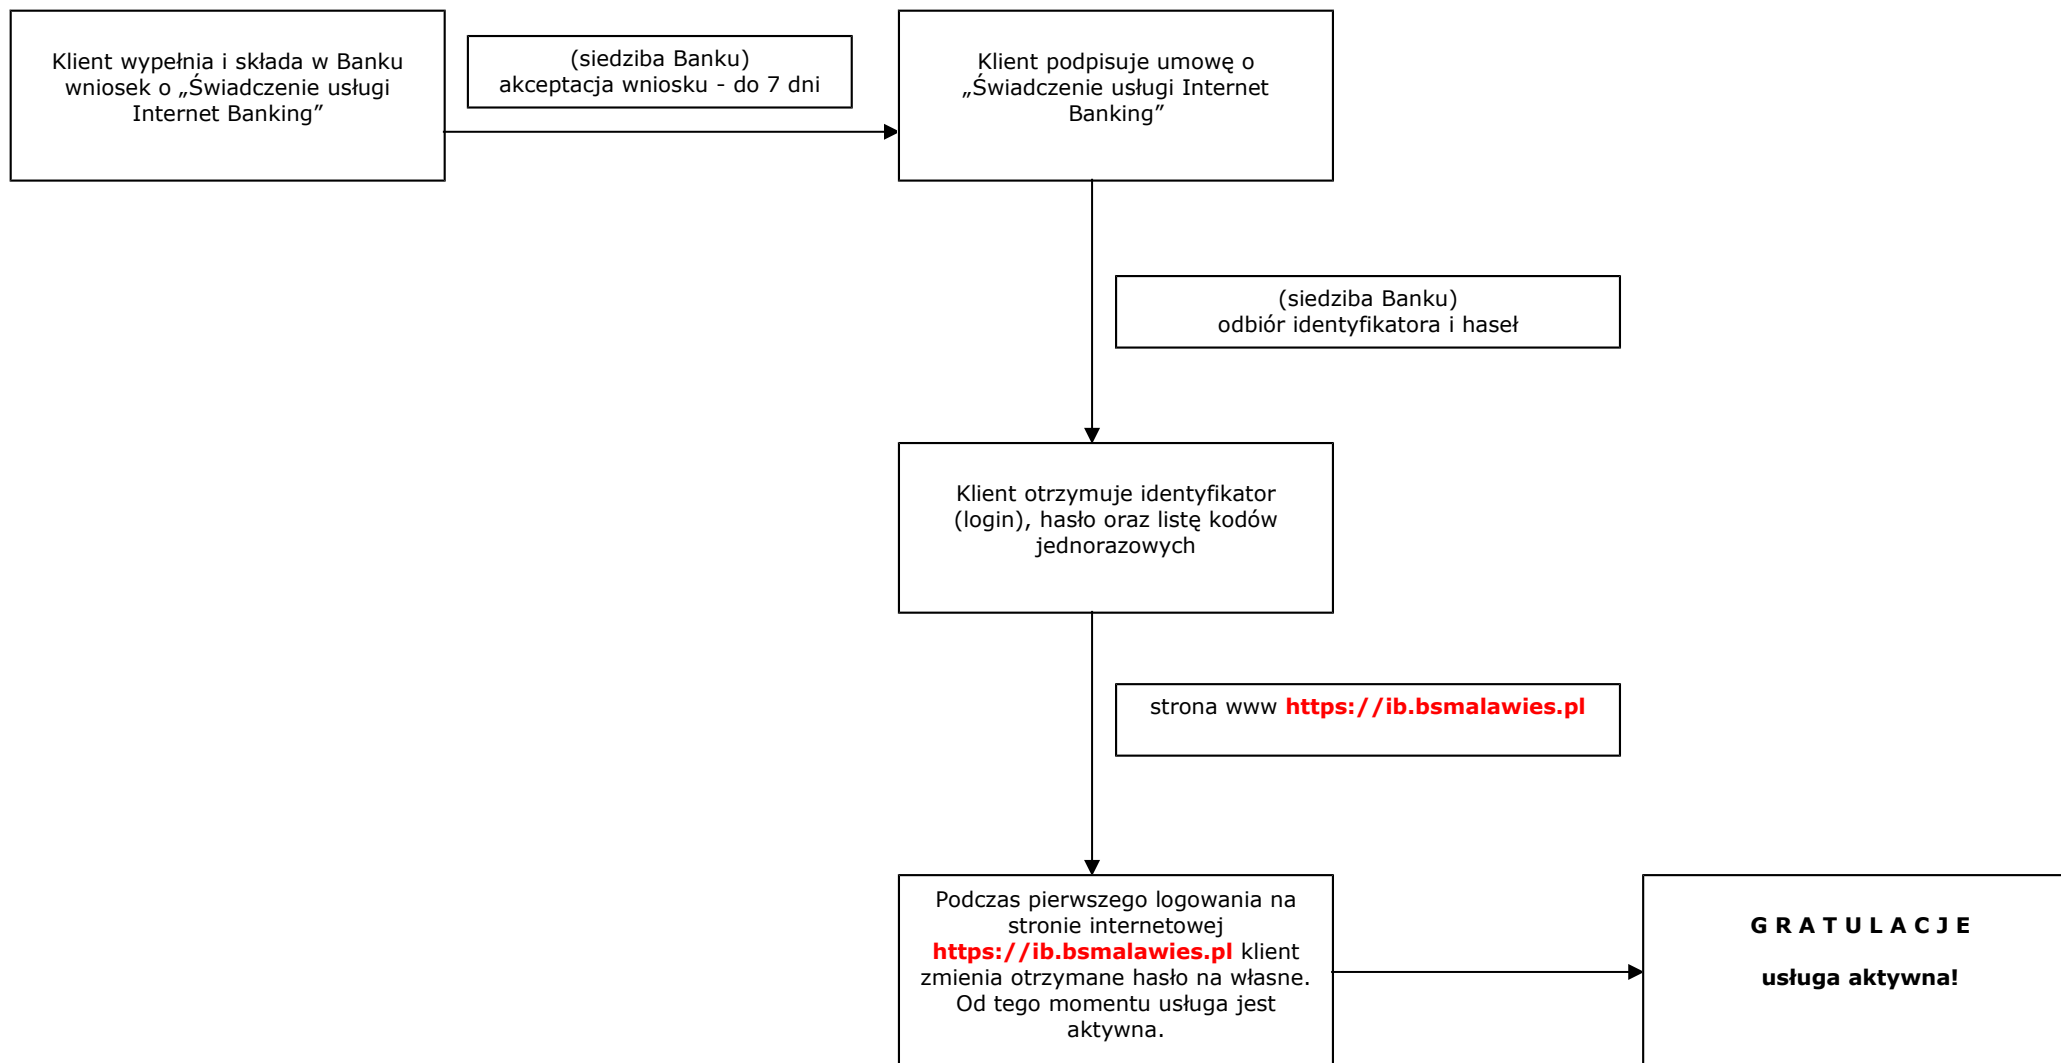 Klient wypełnia i składa w Banku
wniosek o „Świadczenie usługi
Internet Banking”
(siedziba Banku)
akceptacja wniosku - do 7 dni
Klient podpisuje umowę o
„Świadczenie usługi Internet
Banking”
(siedziba Banku)
odbiór identyfikatora i haseł
Klient otrzymuje identyfikator
(login), hasło oraz listę kodów
jednorazowych
strona www https://ib.bsmalawies.pl
Podczas pierwszego logowania na
stronie internetowej
https://ib.bsmalawies.pl klient
zmienia otrzymane hasło na własne.
Od tego momentu usługa jest
aktywna.
G R A T U L A C J E
usługa aktywna!